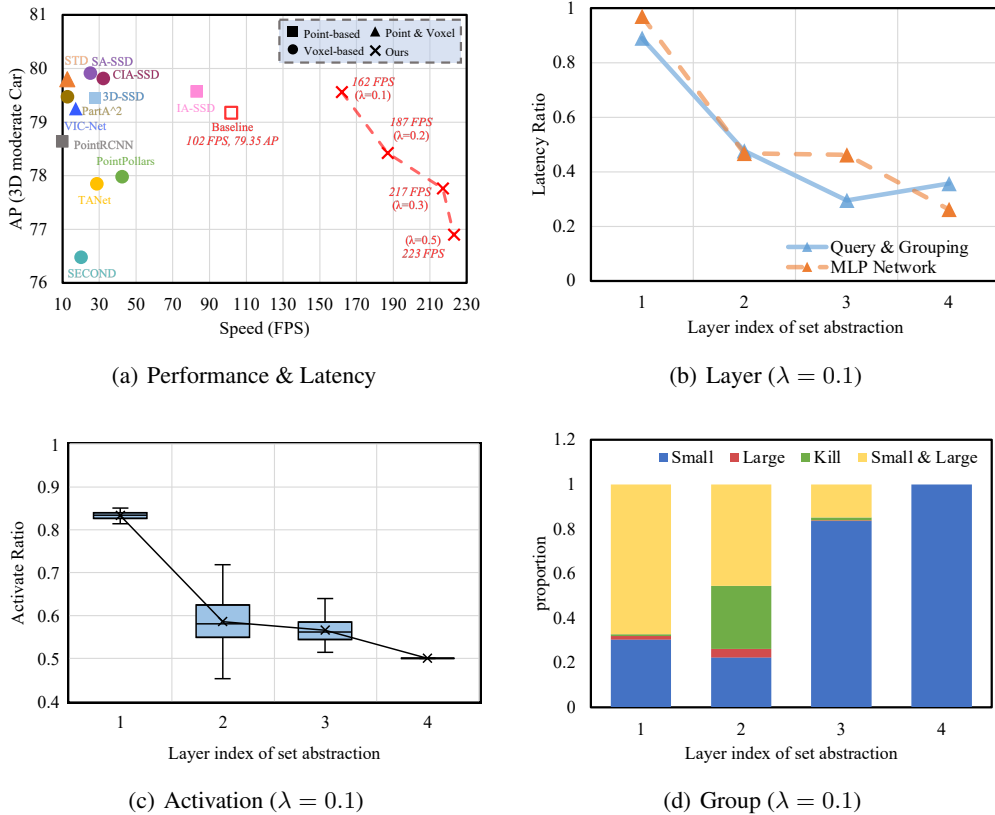 Point-based
Point & Voxel
Voxel-based
Ours
80
79
78
77
76
AP (3D moderate Car)
STD
SA-SSD
CIA-SSD
3D-SSD
PartA^2
VIC-Net
PointRCNN
PointPollars
TANet
SECOND
IA-SSD
Baseline
102 FPS, 79.35 AP
162 FPS
(λ=0.1)
187 FPS
(λ=0.2)
217 FPS
(λ=0.3)
(λ=0.5)
223 FPS
10 30 50 70 90 110 130 150 170 190 210 230
Speed (FPS)
(a) Performance & Latency
1
0.8
0.6
0.4
0.2
0
Latency Ratio
Query & Grouping
MLP Network
1 2 3 4
Layer index of set abstraction
(b) Layer (λ = 0.1)
1
0.9
0.8
0.7
0.6
0.5
0.4
Activate Ratio
1 2 3 4
Layer index of set abstraction
(c) Activation (λ = 0.1)
1.2
1
0.8
0.6
0.4
0.2
0
proportion
Small Large Kill Small & Large
1 2 3 4
Layer index of set abstraction
(d) Group (λ = 0.1)